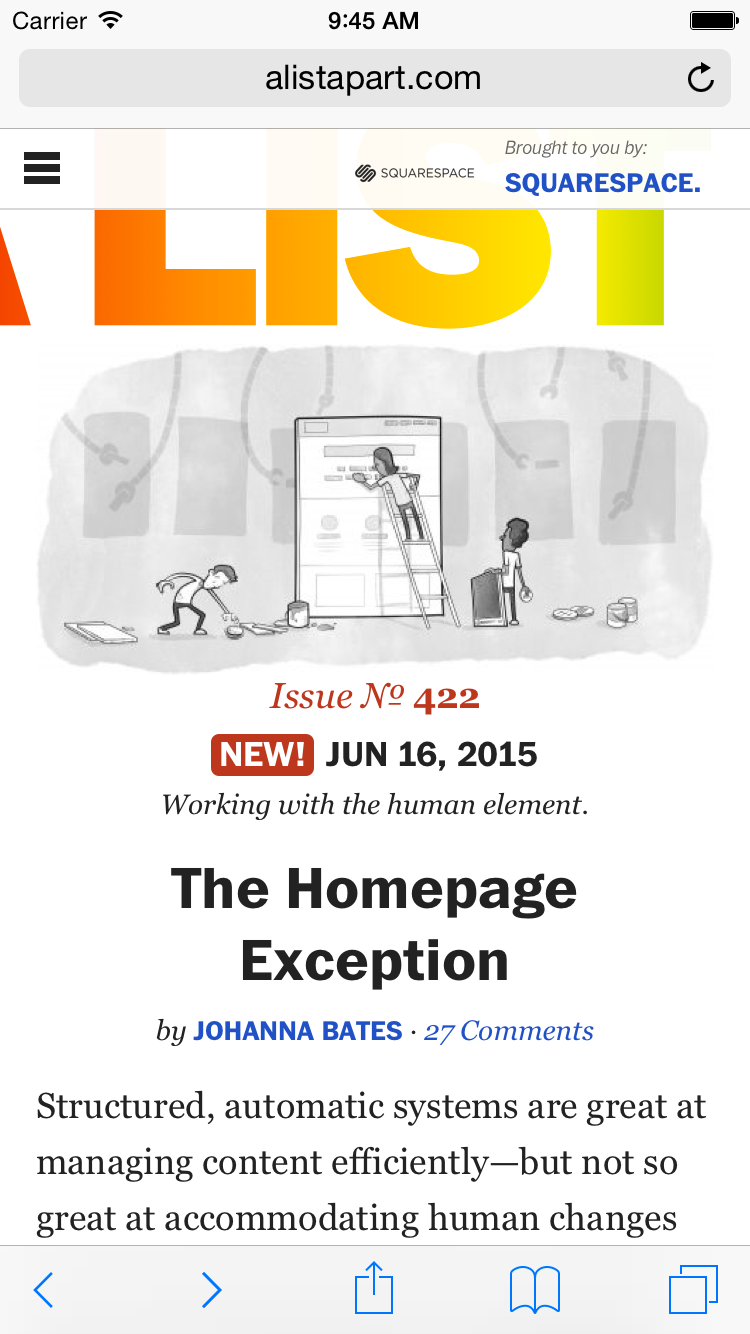 Carrier 9:45 AM
alistapart.com
Brought to you by:
SQUARESPACE SQUARESPACE.
A LIST
Issue № 422
NEW! JUN 16, 2015
Working with the human element.
The Homepage
Exception
by JOHANNA BATES · 27 Comments
Structured, automatic systems are great at
managing content efficiently—but not so
great at accommodating human changes